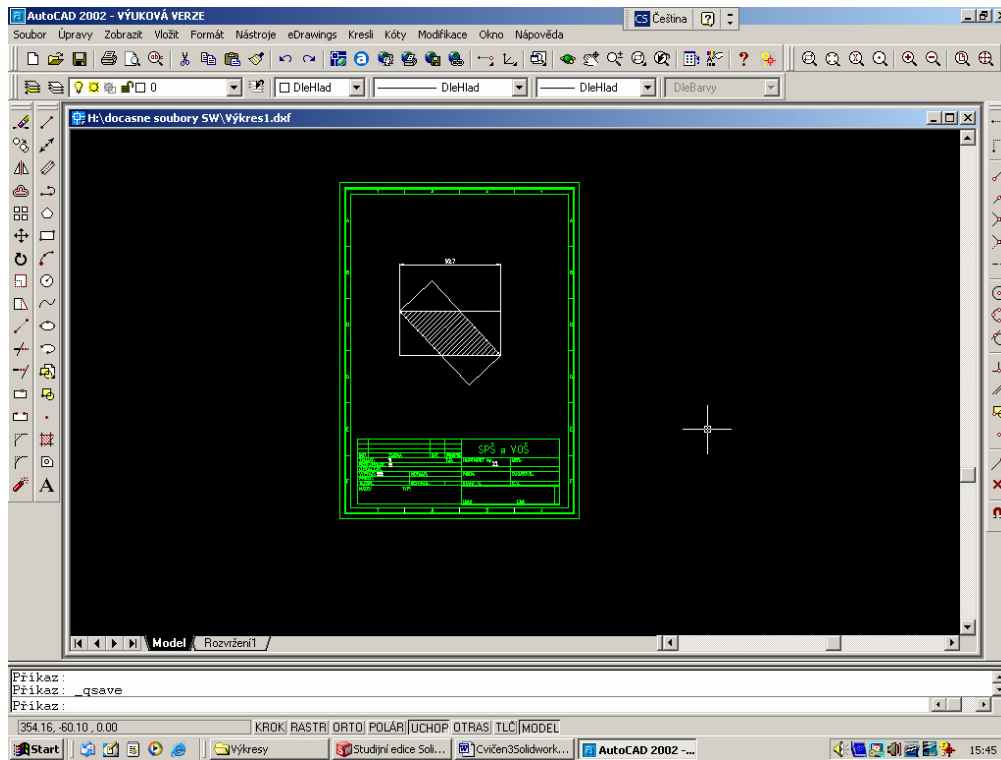 AutoCAD 2002 - VÝUKOVÁ VERZE
CS Čeština
Soubor Úpravy Zobrazit Vložit Formát Nástroje eDrawings Kresli Kóty Modifikace Okno Nápověda
0 DleHlad DleHlad DleHlad DleBarvy
H:\docasne soubory SW\Výkres1.dxf
99,7
SPŠ a VOŠ
Model Rozvržení1
Příkaz:
Příkaz: _qsave
Příkaz:
354.16, -60.10 , 0.00 KROK RASTR ORTO POLÁR UCHOP OTRAS TLČ MODEL
Start Výkresy Studijní edice Soli... Cvičen3Solidwork... AutoCAD 2002 -... 15:45